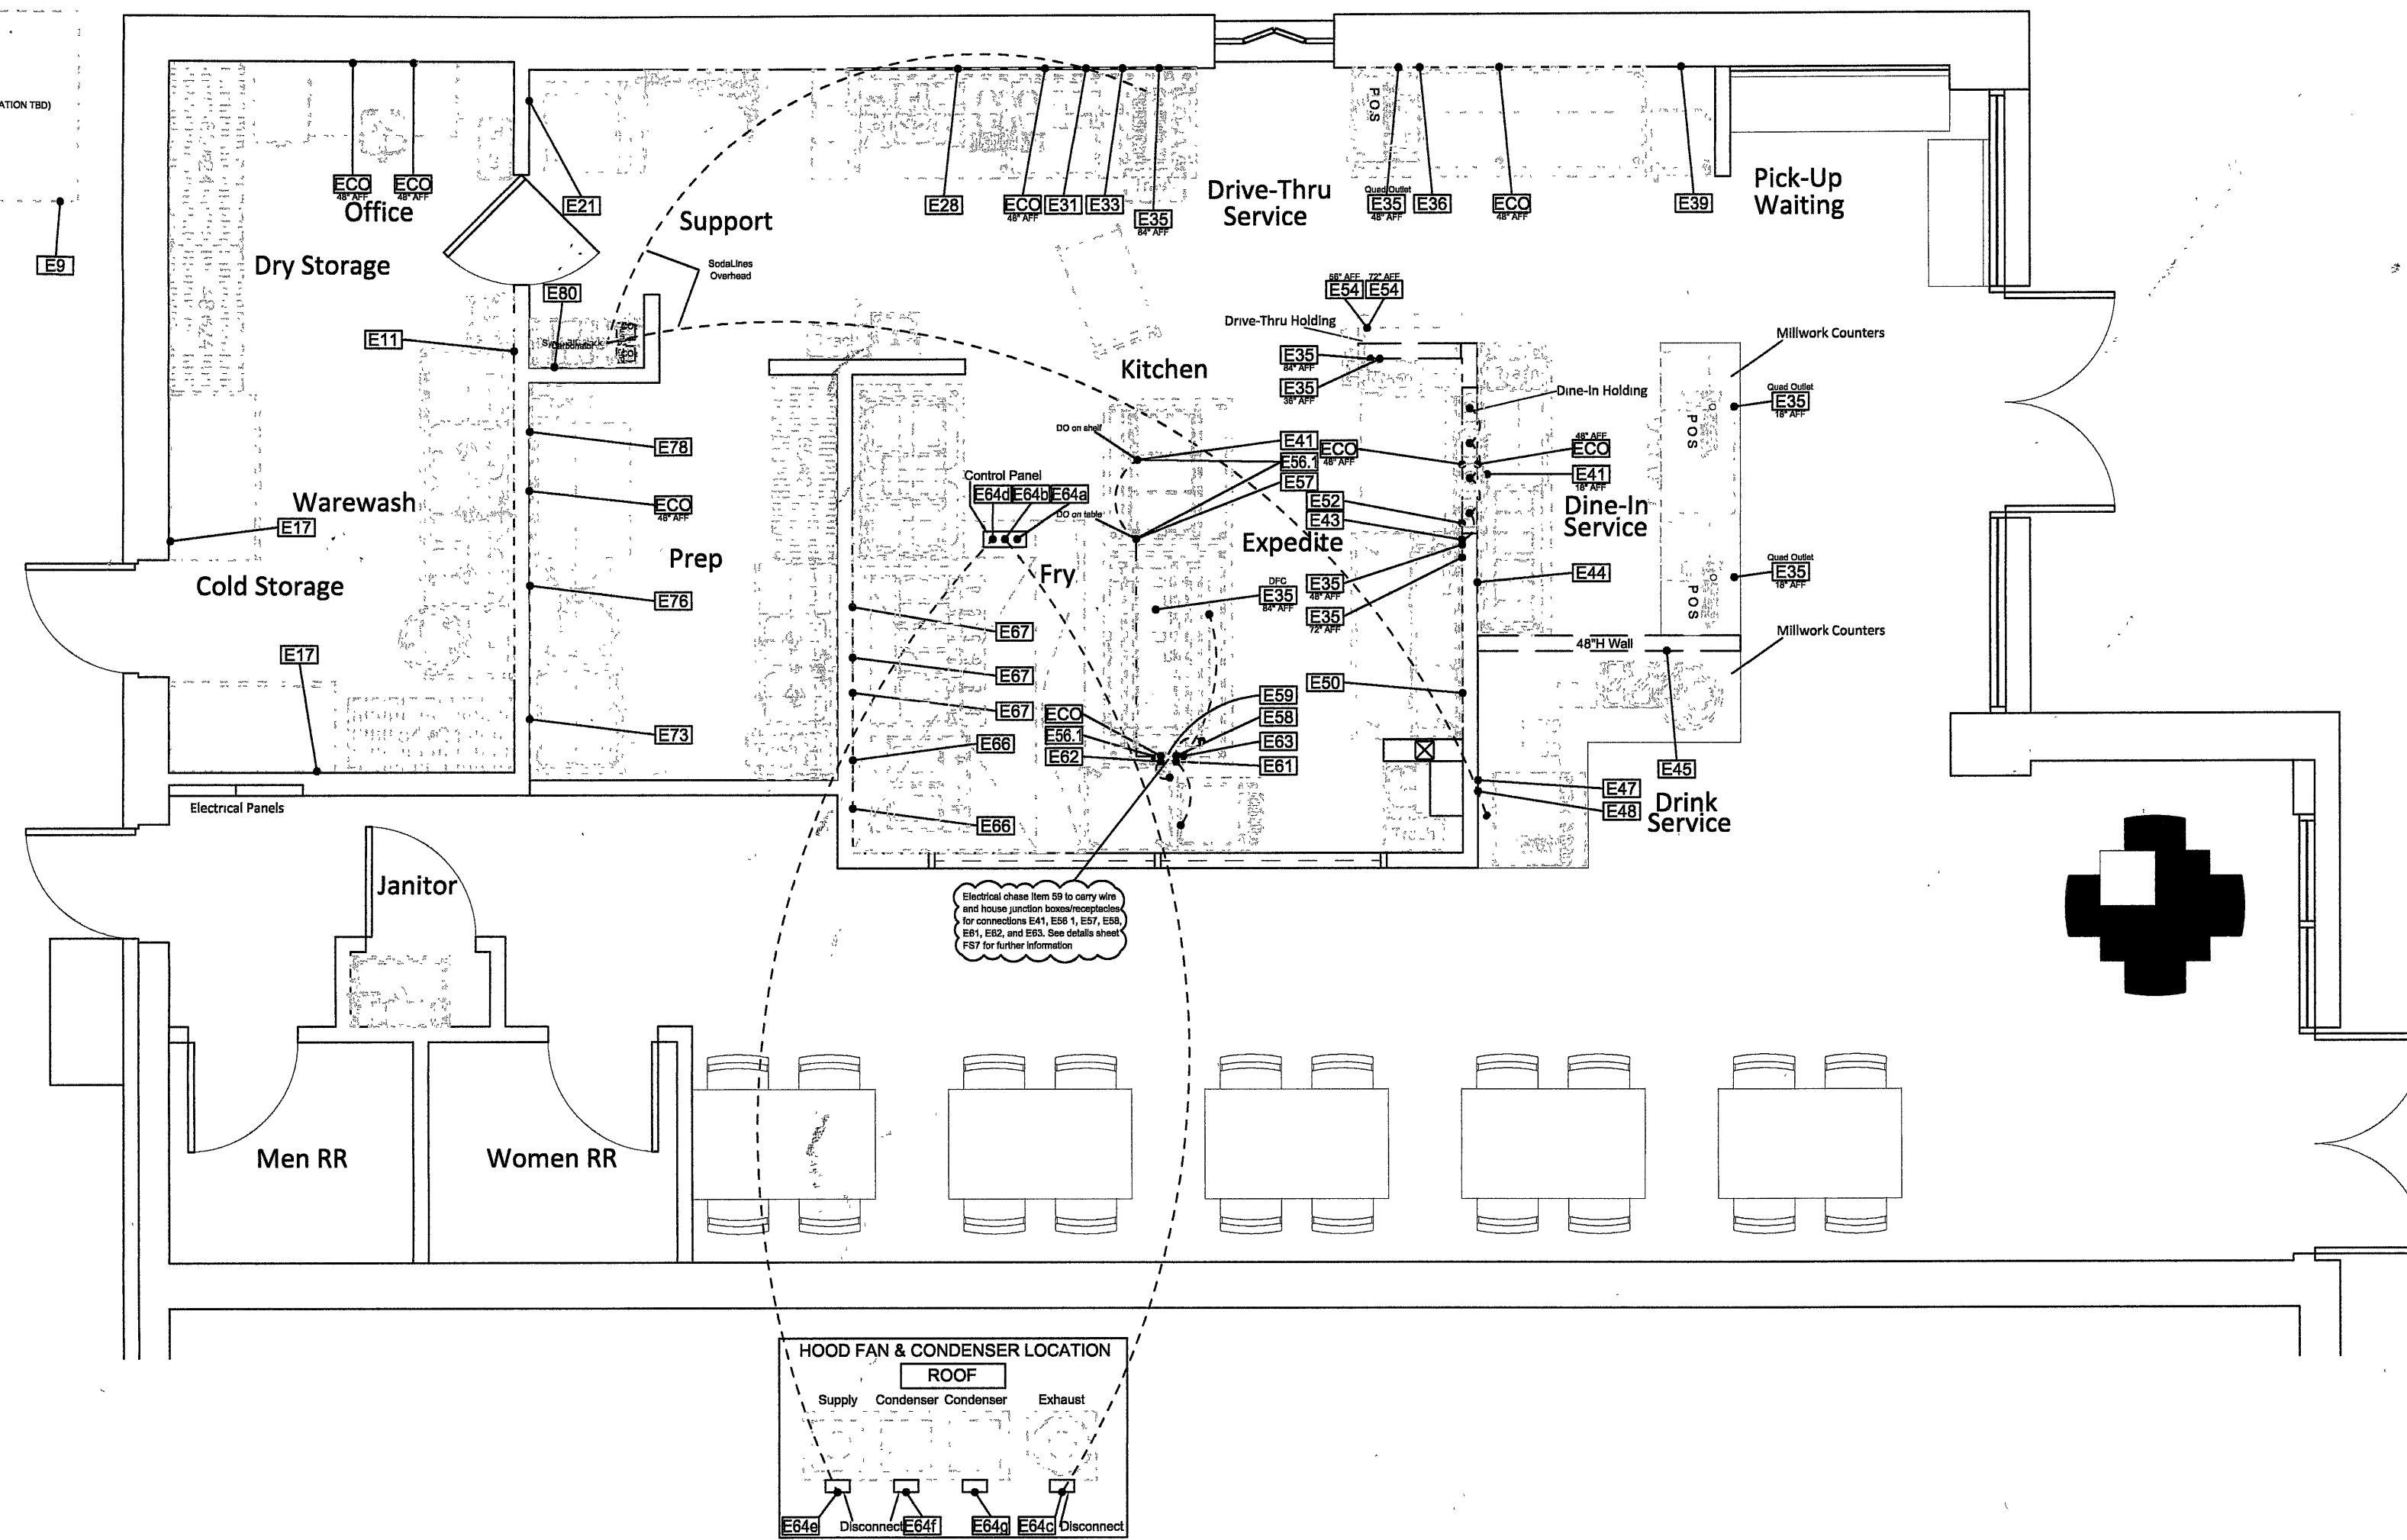 ATION TBD)
E9
ECO
48" AFF
ECO
48" AFF
Office
Dry Storage
E21
Support
SodaLines
Overhead
E80
E11
E28
ECO
48" AFF
E31
E33
E35
84" AFF
Drive-Thru
Service
POS
Quad Outlet
E35
48" AFF
E36
ECO
48" AFF
E39
Pick-Up
Waiting
56" AFF
E54
72" AFF
E54
Drive-Thru Holding
E35
84" AFF
E35
36" AFF
Kitchen
Millwork Counters
Dine-In Holding
Quad Outlet
E35
18" AFF
POS
DO on shelf
E41
E56.1
E57
ECO
48" AFF
48" AFF
ECO
E41
18" AFF
E78
ECO
48" AFF
Control Panel
E64d
E64b
E64a
DO on table
E52
E43
Dine-In
Service
Warewash
E17
Expedite
Prep
Fry
Cold Storage
E76
DFC
E35
84" AFF
E35
48" AFF
E35
72" AFF
E44
Quad Outlet
E35
18" AFF
POS
E17
E67
E67
E67
48"H Wall
Millwork Counters
E50
E59
E58
E63
E61
ECO
E56.1
E62
E73
E66
E66
E45
E47
E48
Drink
Service
Electrical Panels
Janitor
Electrical chase item 59 to carry wire
and house junction boxes/receptacles
for connections E41, E56 1, E57, E58,
E61, E62, and E63. See details sheet
FS7 for further information
Men RR
Women RR
HOOD FAN & CONDENSER LOCATION
ROOF
Supply
Condenser
Condenser
Exhaust
E64e
Disconnect
E64f
E64g
E64c
Disconnect